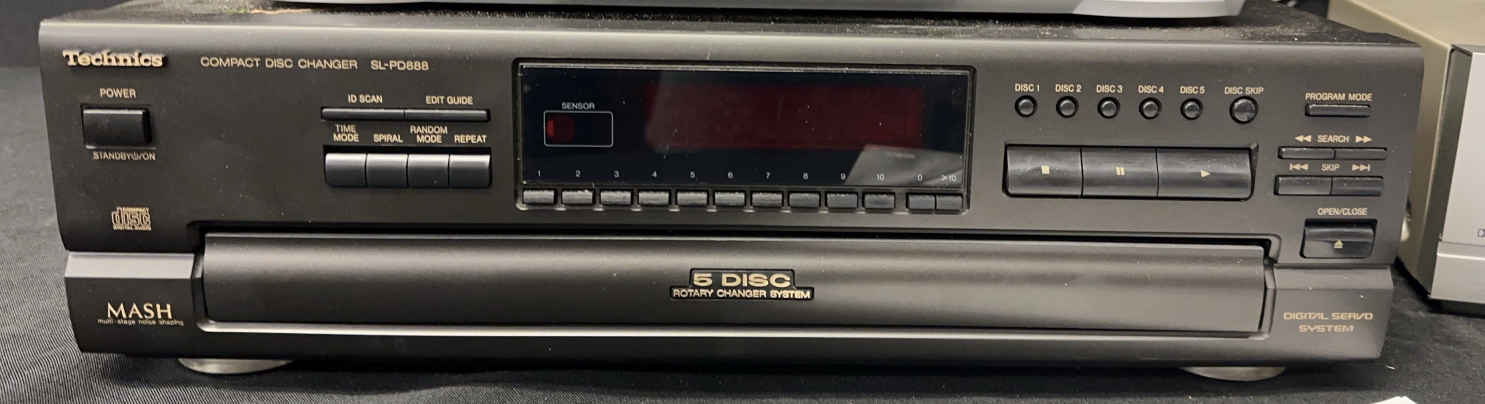 Technics
COMPACT DISC CHANGER SL-PD888
POWER
STANDBY⏻/ON
ID SCAN EDIT GUIDE
TIME MODE SPIRAL RANDOM MODE REPEAT
SENSOR
1 2 3 4 5 6 7 8 9 10 0 >10
DISC 1 DISC 2 DISC 3 DISC 4 DISC 5 DISC SKIP
PROGRAM MODE
◀◀ SEARCH ▶▶
|◀◀ SKIP ▶▶|
OPEN/CLOSE
COMPACT
disc
DIGITAL AUDIO
5 DISC
ROTARY CHANGER SYSTEM
MASH
multi-stage noise shaping
DIGITAL SERVO
SYSTEM